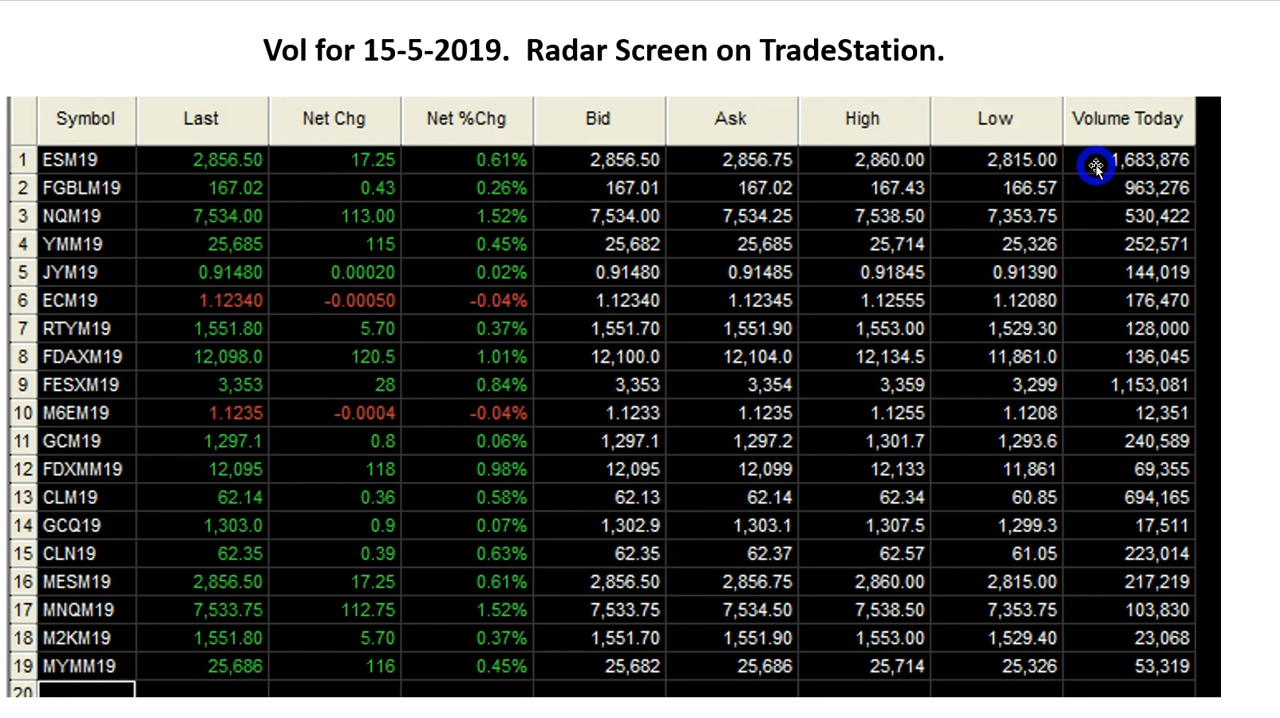 Vol for 15-5-2019. Radar Screen on TradeStation.
Symbol Last Net Chg Net %Chg Bid Ask High Low Volume Today
1 ESM19 2,856.50 17.25 0.61% 2,856.50 2,856.75 2,860.00 2,815.00 1,683,876
2 FGBLM19 167.02 0.43 0.26% 167.01 167.02 167.43 166.57 963,276
3 NQM19 7,534.00 113.00 1.52% 7,534.00 7,534.25 7,538.50 7,353.75 530,422
4 YMM19 25,685 115 0.45% 25,682 25,685 25,714 25,326 252,571
5 JYM19 0.91480 0.00020 0.02% 0.91480 0.91485 0.91845 0.91390 144,019
6 ECM19 1.12340 -0.00050 -0.04% 1.12340 1.12345 1.12555 1.12080 176,470
7 RTYM19 1,551.80 5.70 0.37% 1,551.70 1,551.90 1,553.00 1,529.30 128,000
8 FDAXM19 12,098.0 120.5 1.01% 12,100.0 12,104.0 12,134.5 11,861.0 136,045
9 FESXM19 3,353 28 0.84% 3,353 3,354 3,359 3,299 1,153,081
10 M6EM19 1.1235 -0.0004 -0.04% 1.1233 1.1235 1.1255 1.1208 12,351
11 GCM19 1,297.1 0.8 0.06% 1,297.1 1,297.2 1,301.7 1,293.6 240,589
12 FDXMM19 12,095 118 0.98% 12,095 12,099 12,133 11,861 69,355
13 CLM19 62.14 0.36 0.58% 62.13 62.14 62.34 60.85 694,165
14 GCQ19 1,303.0 0.9 0.07% 1,302.9 1,303.1 1,307.5 1,299.3 17,511
15 CLN19 62.35 0.39 0.63% 62.35 62.37 62.57 61.05 223,014
16 MESM19 2,856.50 17.25 0.61% 2,856.50 2,856.75 2,860.00 2,815.00 217,219
17 MNQM19 7,533.75 112.75 1.52% 7,533.75 7,534.50 7,538.50 7,353.75 103,830
18 M2KM19 1,551.80 5.70 0.37% 1,551.70 1,551.90 1,553.00 1,529.40 23,068
19 MYMM19 25,686 116 0.45% 25,682 25,686 25,714 25,326 53,319
20